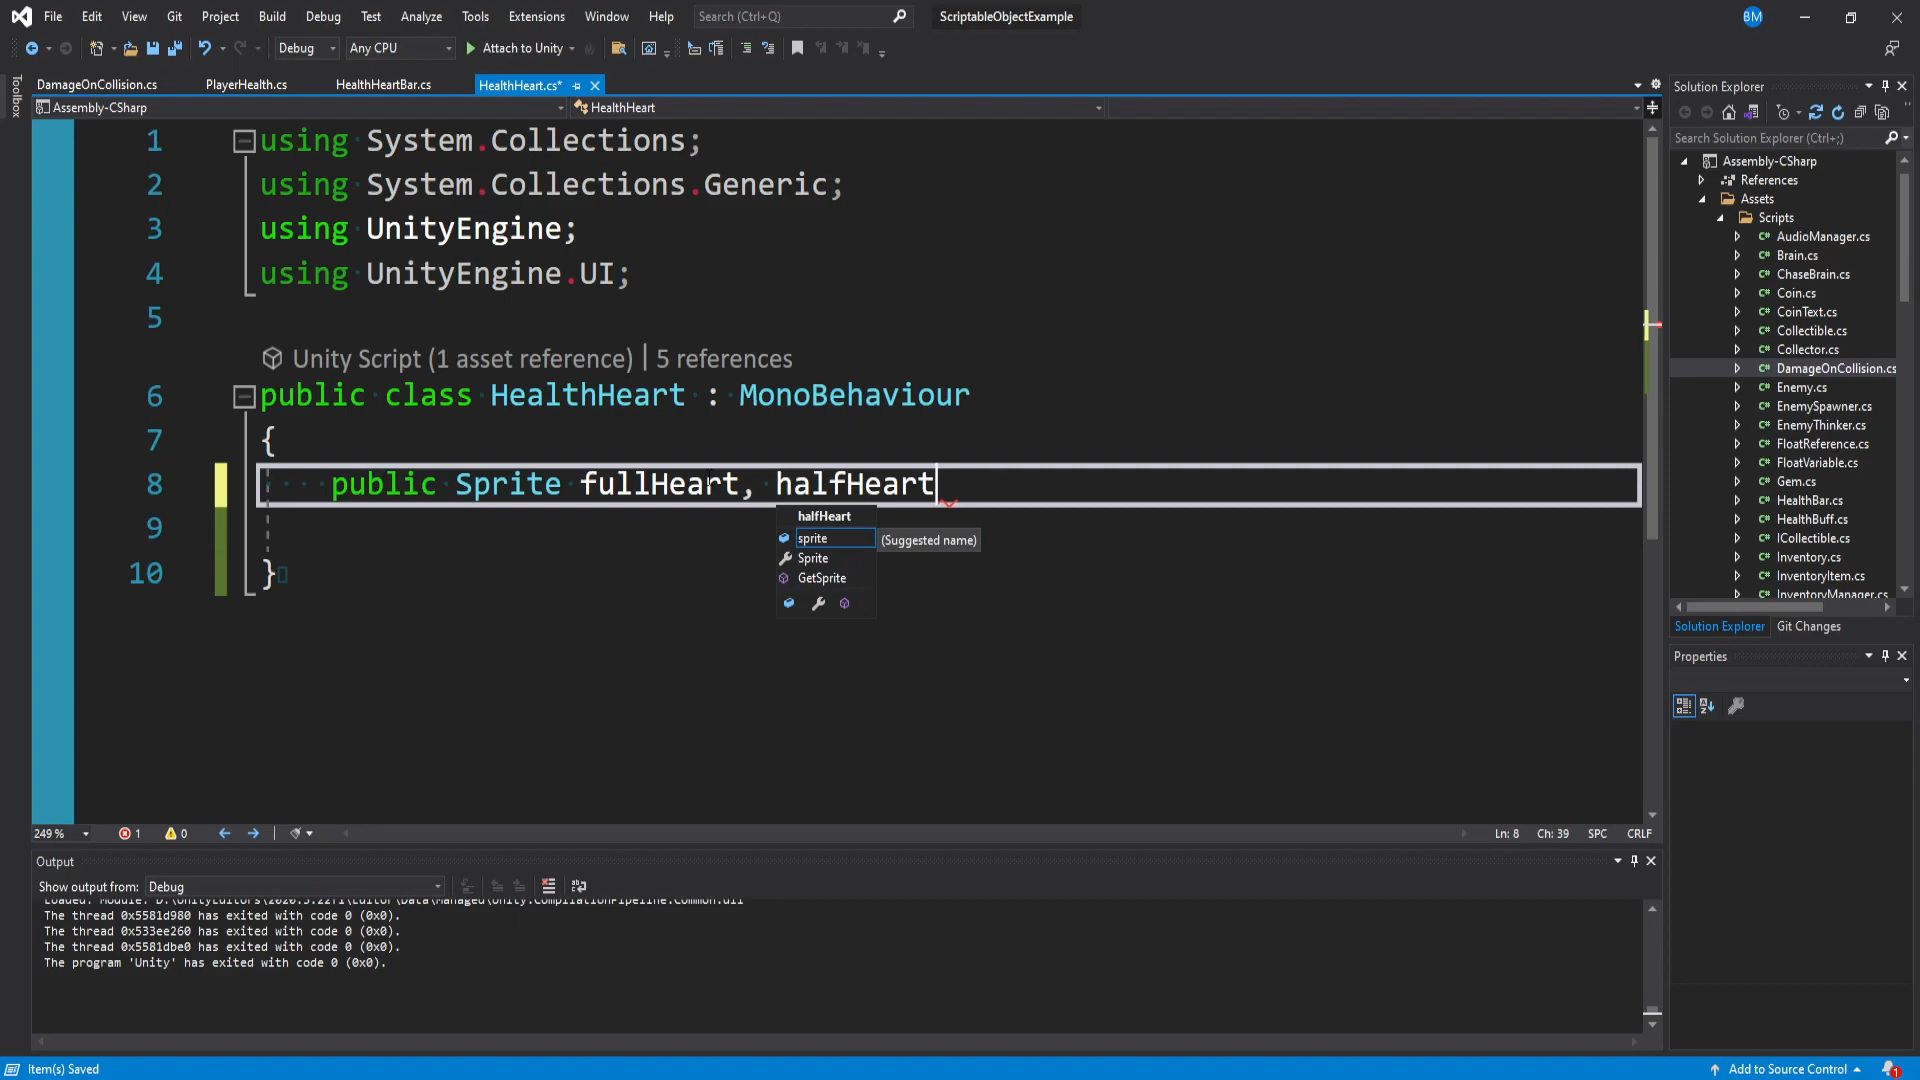 File Edit View Git Project Build Debug Test Analyze Tools Extensions Window Help Search (Ctrl+Q) ScriptableObjectExample BM
Debug Any CPU Attach to Unity
Toolbox
DamageOnCollision.cs PlayerHealth.cs HealthHeartBar.cs HealthHeart.cs*
Assembly-CSharp HealthHeart
1 using System.Collections;
2 using System.Collections.Generic;
3 using UnityEngine;
4 using UnityEngine.UI;
5
Unity Script (1 asset reference) | 5 references
6 public class HealthHeart : MonoBehaviour
7 {
8 public Sprite fullHeart, halfHeart
9
10 }
halfHeart
sprite (Suggested name)
Sprite
GetSprite
249 % 1 0 Ln: 8 Ch: 39 SPC CRLF
Output
Show output from: Debug
The thread 0x5581d980 has exited with code 0 (0x0).
The thread 0x533ee260 has exited with code 0 (0x0).
The thread 0x5581dbe0 has exited with code 0 (0x0).
The program 'Unity' has exited with code 0 (0x0).
Solution Explorer
Search Solution Explorer (Ctrl+;)
Assembly-CSharp
References
Assets
Scripts
C# AudioManager.cs
C# Brain.cs
C# ChaseBrain.cs
C# Coin.cs
C# CoinText.cs
C# Collectible.cs
C# Collector.cs
C# DamageOnCollision.cs
C# Enemy.cs
C# EnemySpawner.cs
C# EnemyThinker.cs
C# FloatReference.cs
C# FloatVariable.cs
C# Gem.cs
C# HealthBar.cs
C# HealthBuff.cs
C# ICollectible.cs
C# Inventory.cs
C# InventoryItem.cs
C# InventoryManager.cs
Solution Explorer Git Changes
Properties
Item(s) Saved Add to Source Control 1